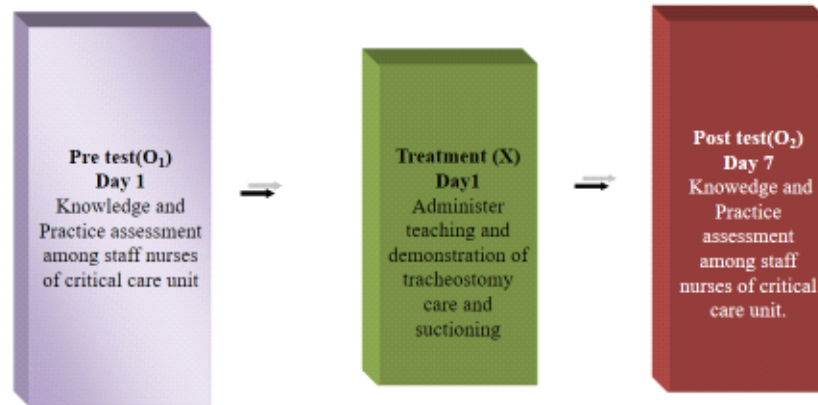 Pre test(O₁)
Day 1
Knowledge and
Practice assessment
among staff nurses
of critical care unit
Treatment (X)
Day1
Administer
teaching and
demonstration of
tracheostomy
care and
suctioning
Post test(O₂)
Day 7
Knowedge and
Practice
assessment
among staff
nurses of critical
care unit.